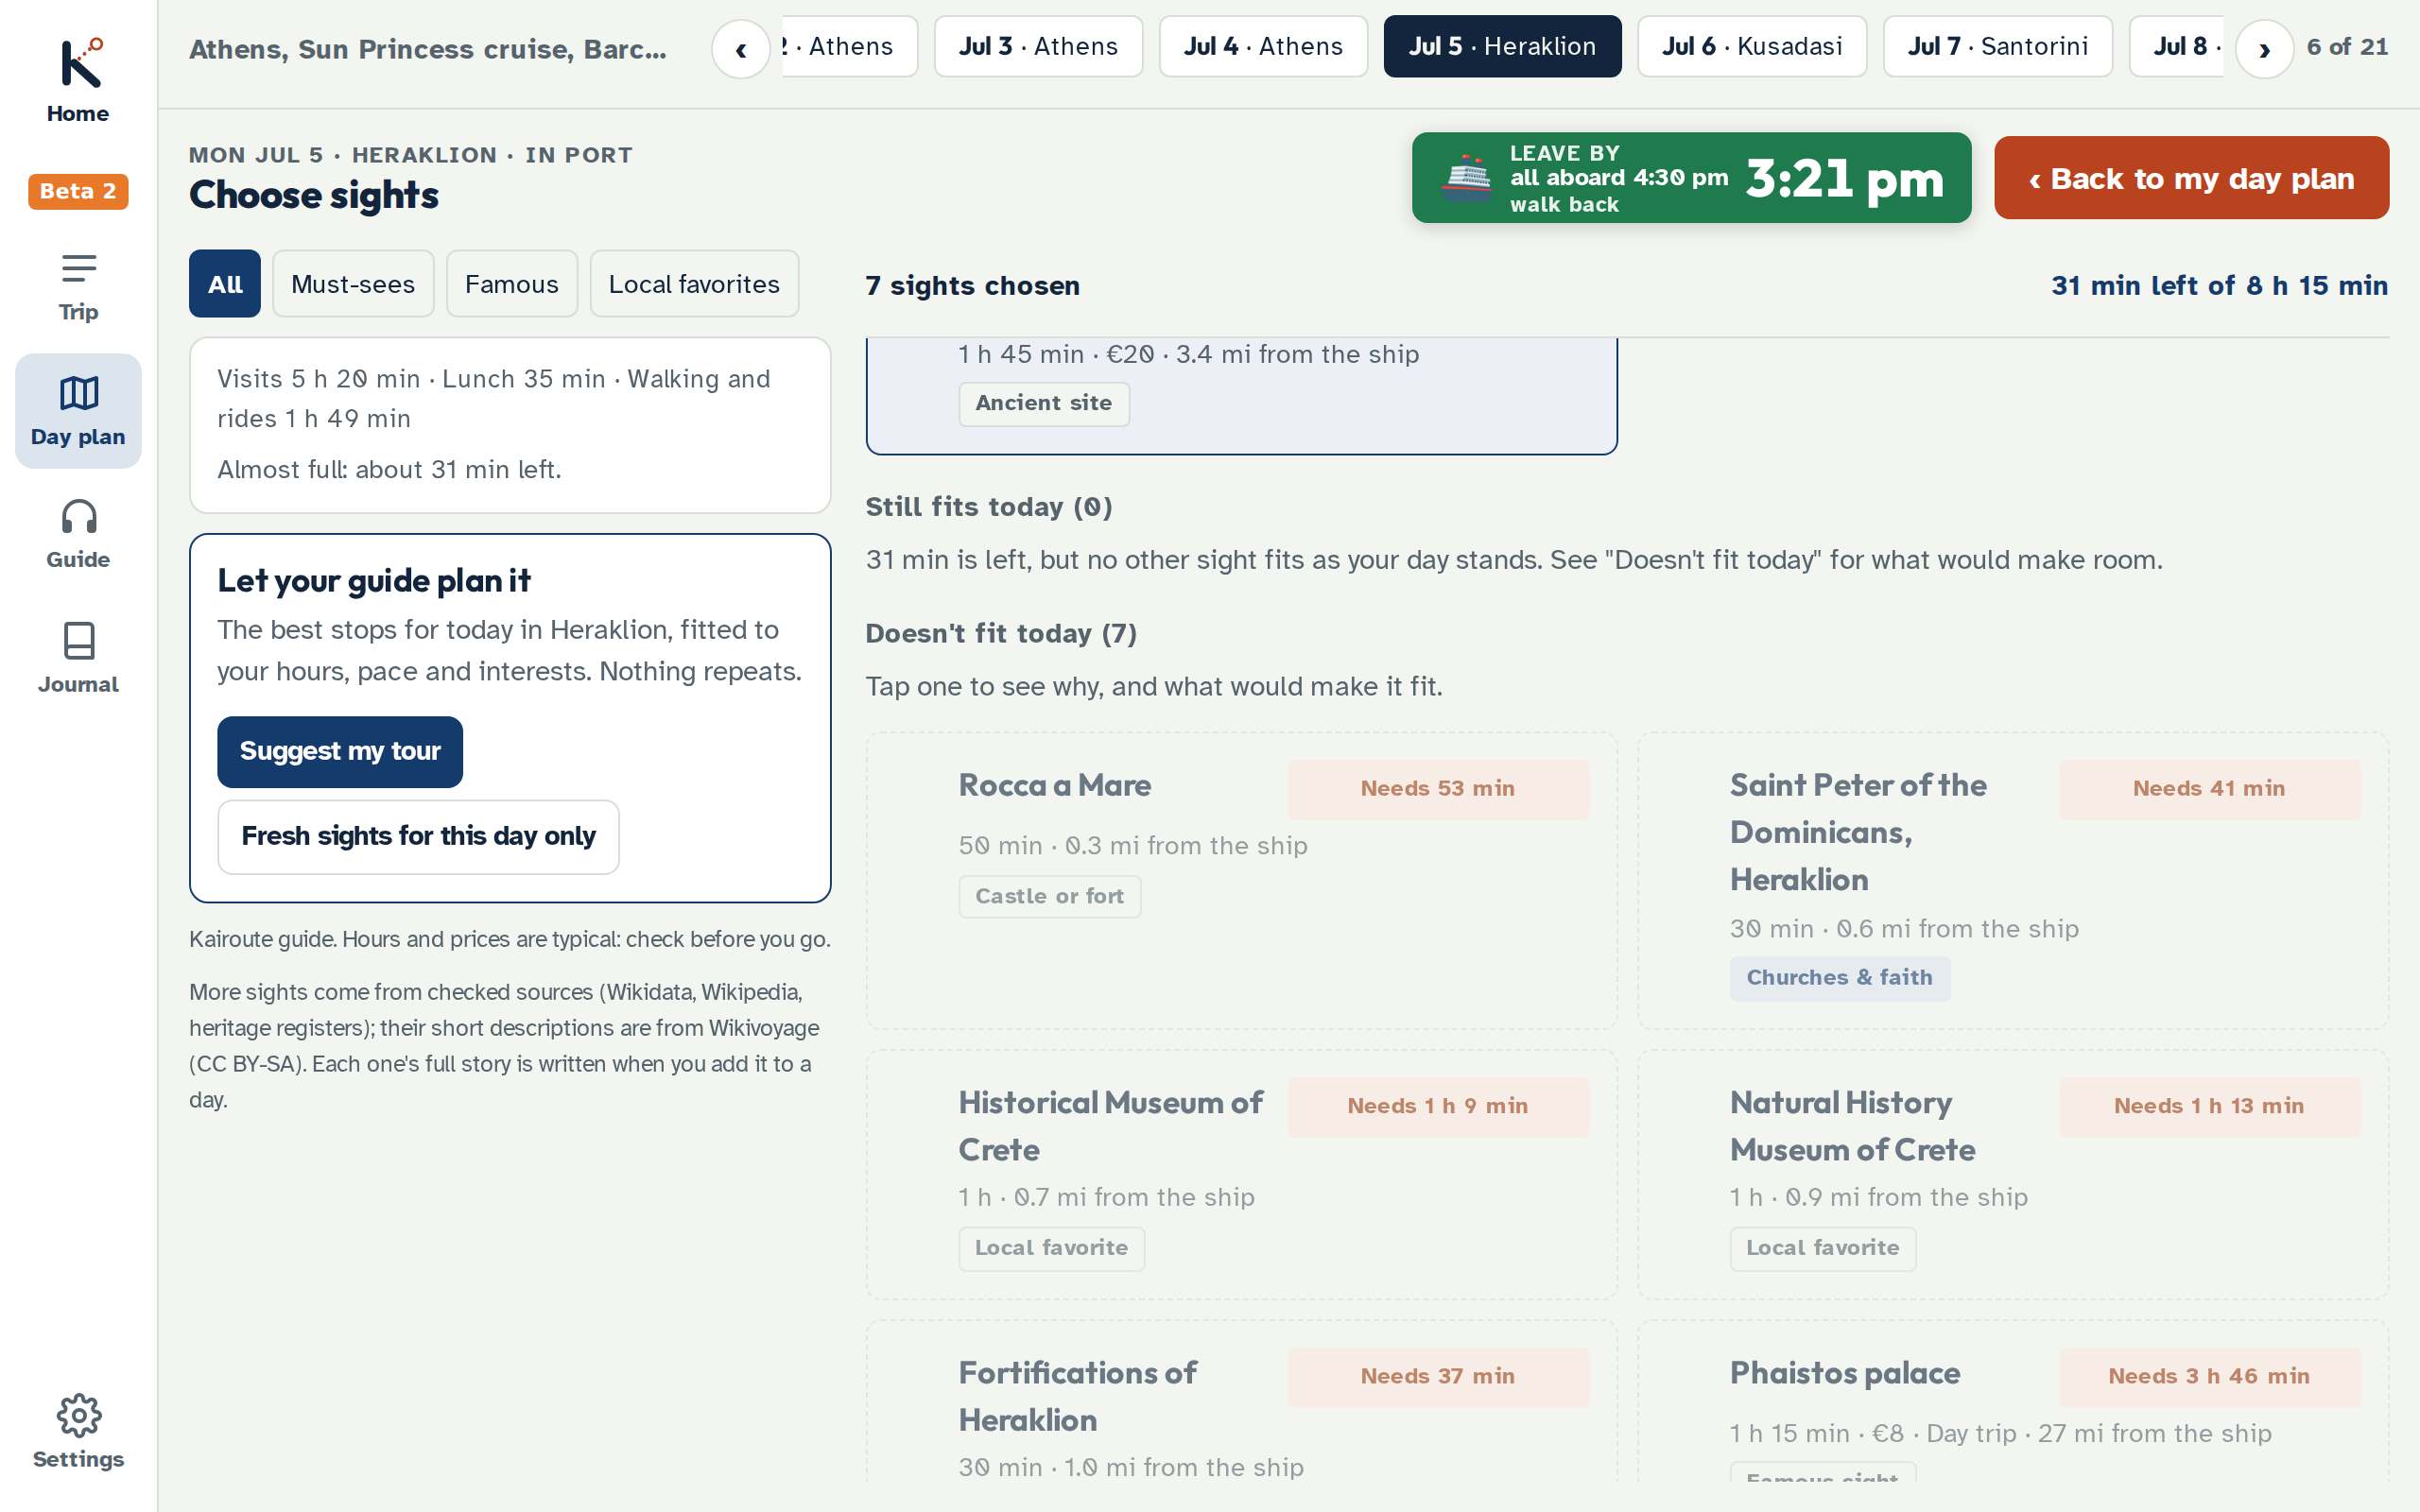 Home
Beta 2
Trip
Day plan
Guide
Journal
Settings
Athens, Sun Princess cruise, Barc...
‹
2 · Athens
Jul 3 · Athens
Jul 4 · Athens
Jul 5 · Heraklion
Jul 6 · Kusadasi
Jul 7 · Santorini
Jul 8 ·
›
6 of 21
MON JUL 5 · HERAKLION · IN PORT
Choose sights
LEAVE BY
all aboard 4:30 pm
walk back
3:21 pm
‹ Back to my day plan
All
Must-sees
Famous
Local favorites
Visits 5 h 20 min · Lunch 35 min · Walking and
rides 1 h 49 min
Almost full: about 31 min left.
Let your guide plan it
The best stops for today in Heraklion, fitted to
your hours, pace and interests. Nothing repeats.
Suggest my tour
Fresh sights for this day only
Kairoute guide. Hours and prices are typical: check before you go.
More sights come from checked sources (Wikidata, Wikipedia,
heritage registers); their short descriptions are from Wikivoyage
(CC BY-SA). Each one's full story is written when you add it to a
day.
7 sights chosen
31 min left of 8 h 15 min
1 h 45 min · €20 · 3.4 mi from the ship
Ancient site
Still fits today (0)
31 min is left, but no other sight fits as your day stands. See "Doesn't fit today" for what would make room.
Doesn't fit today (7)
Tap one to see why, and what would make it fit.
Rocca a Mare
Needs 53 min
50 min · 0.3 mi from the ship
Castle or fort
Saint Peter of the
Dominicans,
Heraklion
Needs 41 min
30 min · 0.6 mi from the ship
Churches & faith
Historical Museum of
Crete
Needs 1 h 9 min
1 h · 0.7 mi from the ship
Local favorite
Natural History
Museum of Crete
Needs 1 h 13 min
1 h · 0.9 mi from the ship
Local favorite
Fortifications of
Heraklion
Needs 37 min
30 min · 1.0 mi from the ship
Phaistos palace
Needs 3 h 46 min
1 h 15 min · €8 · Day trip · 27 mi from the ship
Famous sight